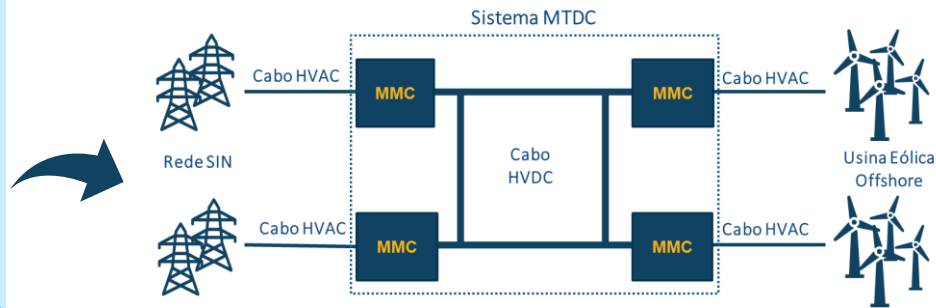 Sistema MTDC
Cabo HVAC
MMC
MMC
Cabo HVAC
Rede SIN
Cabo
HVDC
Usina Eólica
Offshore
Cabo HVAC
MMC
MMC
Cabo HVAC